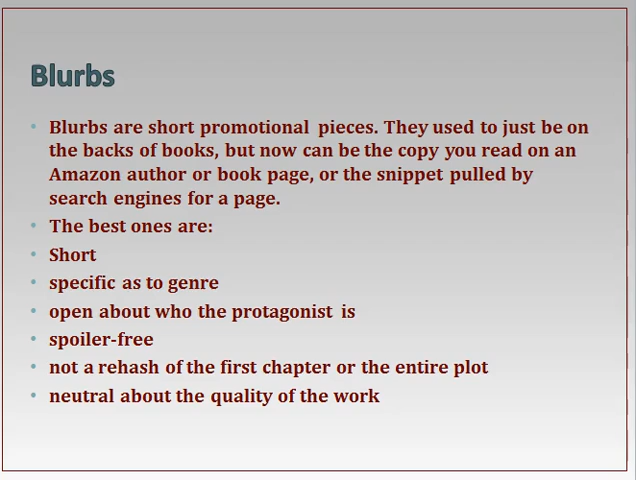 Blurbs
• Blurbs are short promotional pieces. They used to just be on
the backs of books, but now can be the copy you read on an
Amazon author or book page, or the snippet pulled by
search engines for a page.
• The best ones are:
• Short
• specific as to genre
• open about who the protagonist is
• spoiler-free
• not a rehash of the first chapter or the entire plot
• neutral about the quality of the work